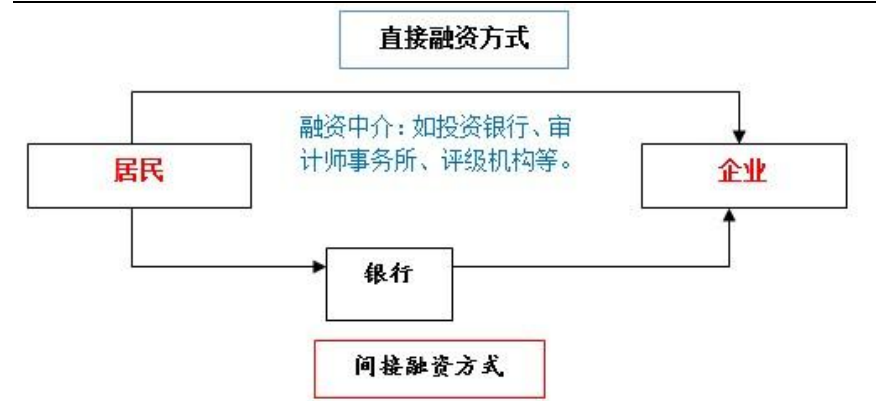 直接融资方式
融资中介：如投资银行、审
计师事务所、评级机构等。
居民
企业
银行
间接融资方式